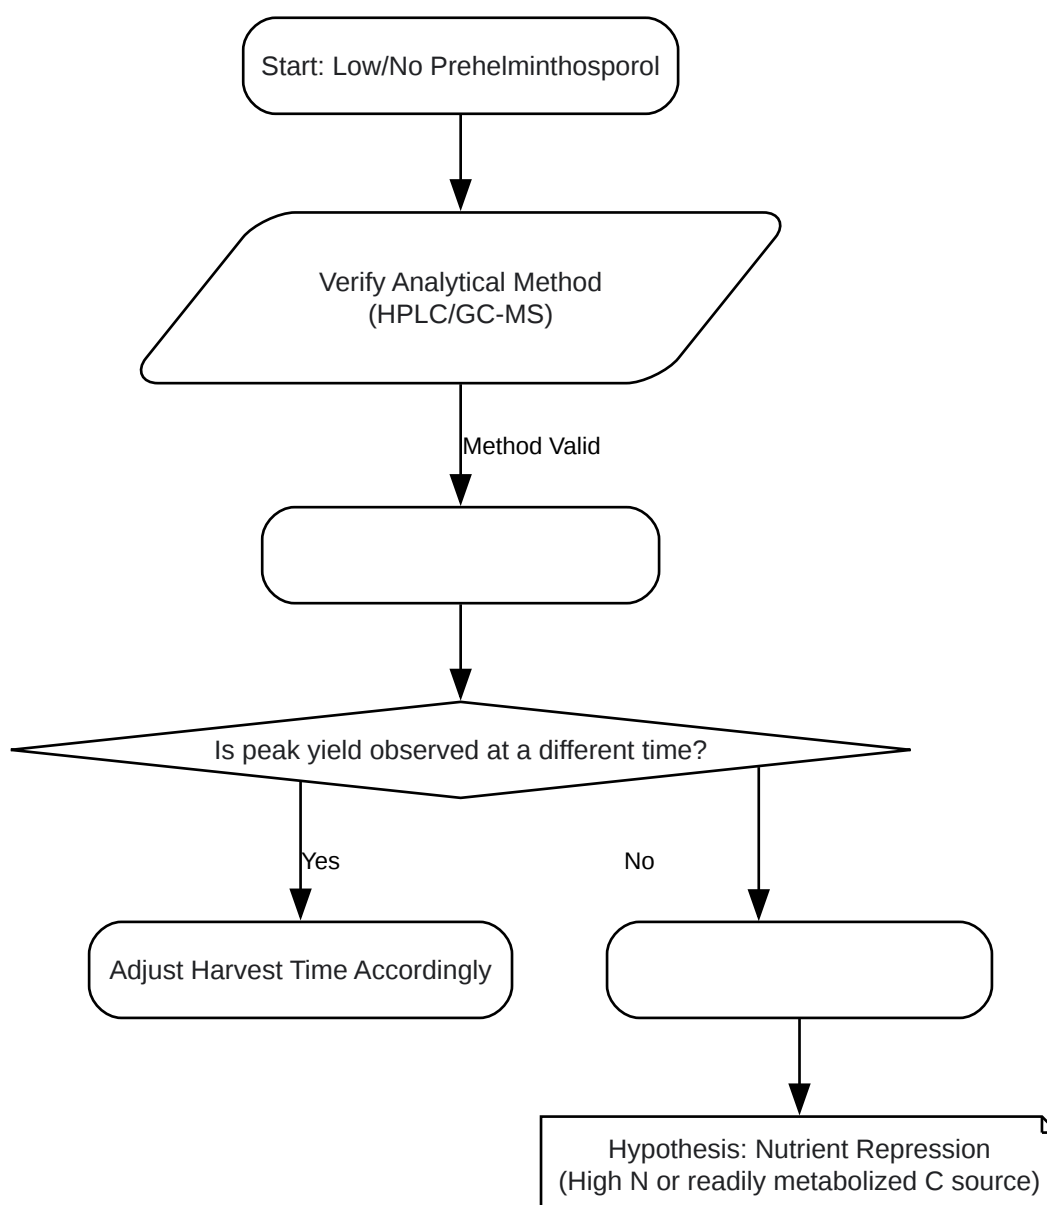 Start: Low/No Prehelminthosporol
Verify Analytical Method
(HPLC/GC-MS)
Method Valid
Is peak yield observed at a different time?
Yes
No
Adjust Harvest Time Accordingly
Hypothesis: Nutrient Repression
(High N or readily metabolized C source)